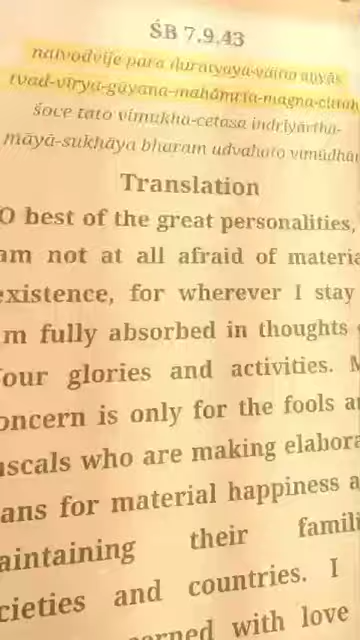 ŚB 7.9.43
naivodvije para duratyaya-vaitaraṇyās
tvad-vīrya-gāyana-mahāmṛta-magna-cittaḥ
śoce tato vimukha-cetasa indriyārtha-
māyā-sukhāya bharam udvahato vimūḍhān
Translation
O best of the great personalities,
am not at all afraid of materia
existence, for wherever I stay
m fully absorbed in thoughts
our glories and activities. M
oncern is only for the fools a
ascals who are making elabora
ans for material happiness a
aintaining their famili
cieties and countries. I
erned with love